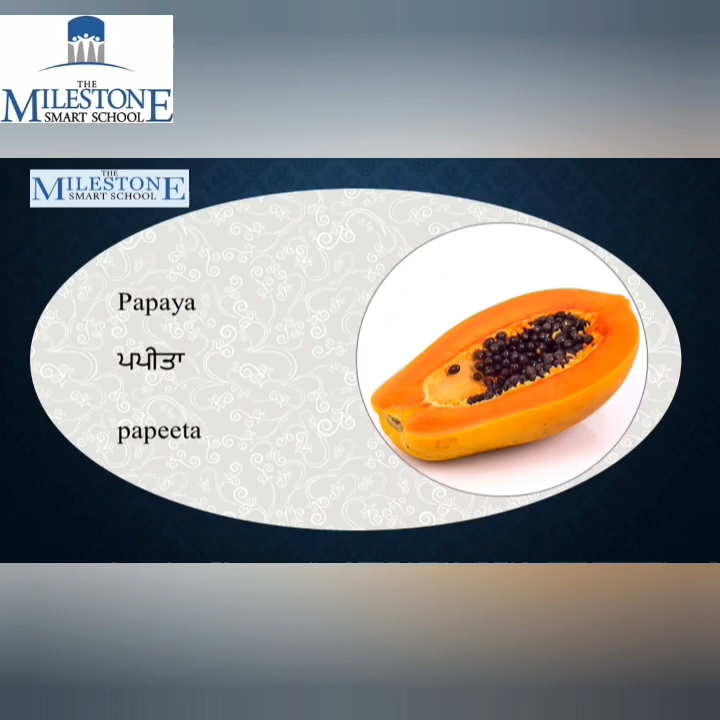 THE
MILESTONE
SMART SCHOOL
THE
MILESTONE
SMART SCHOOL
Papaya
ਪਪੀਤਾ
papeeta